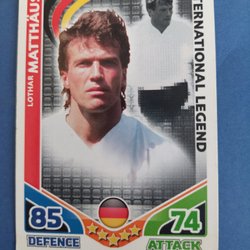 LOTHAR
MATTHÄUS
INTERNATIONAL LEGEND
85
DEFENCE
74
ATTACK